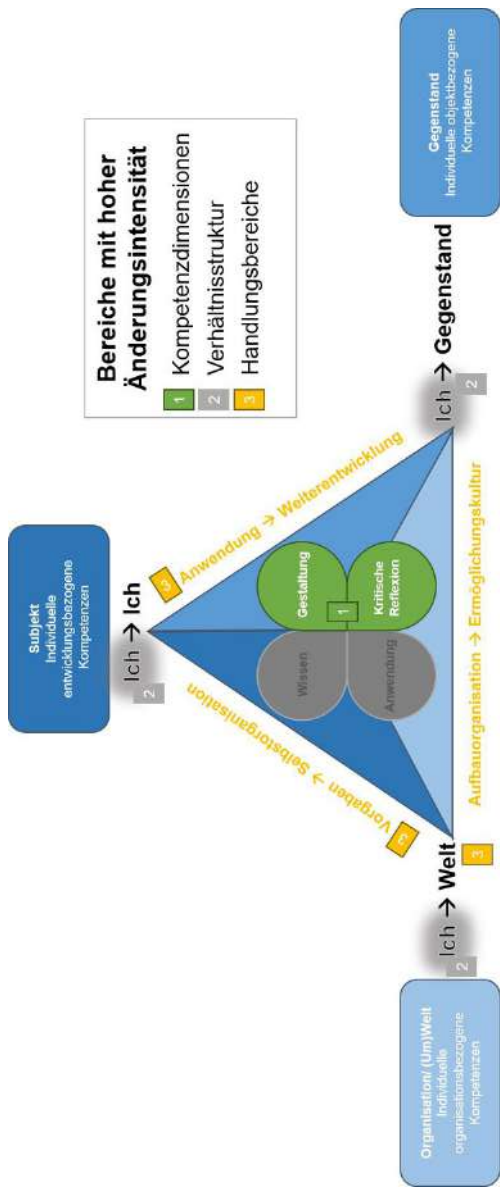 Subjekt
Individuelle
entwicklungsbezogene
Kompetenzen
Bereiche mit hoher
Änderungsintensität
1 Kompetenzdimensionen
2 Verhältnisstruktur
3 Handlungsbereiche
Ich → Ich
2
3
Vorgaben → Selbstorganisation
3
Anwendung → Weiterentwicklung
Wissen
Gestaltung
1
Anwendung
Kritische
Reflexion
Organisation/ (Um)Welt
Individuelle
organisationsbezogene
Kompetenzen
Ich → Welt
2
3
Aufbauorganisation → Ermöglichungskultur
Ich → Gegenstand
2
Gegenstand
Individuelle objektbezogene
Kompetenzen